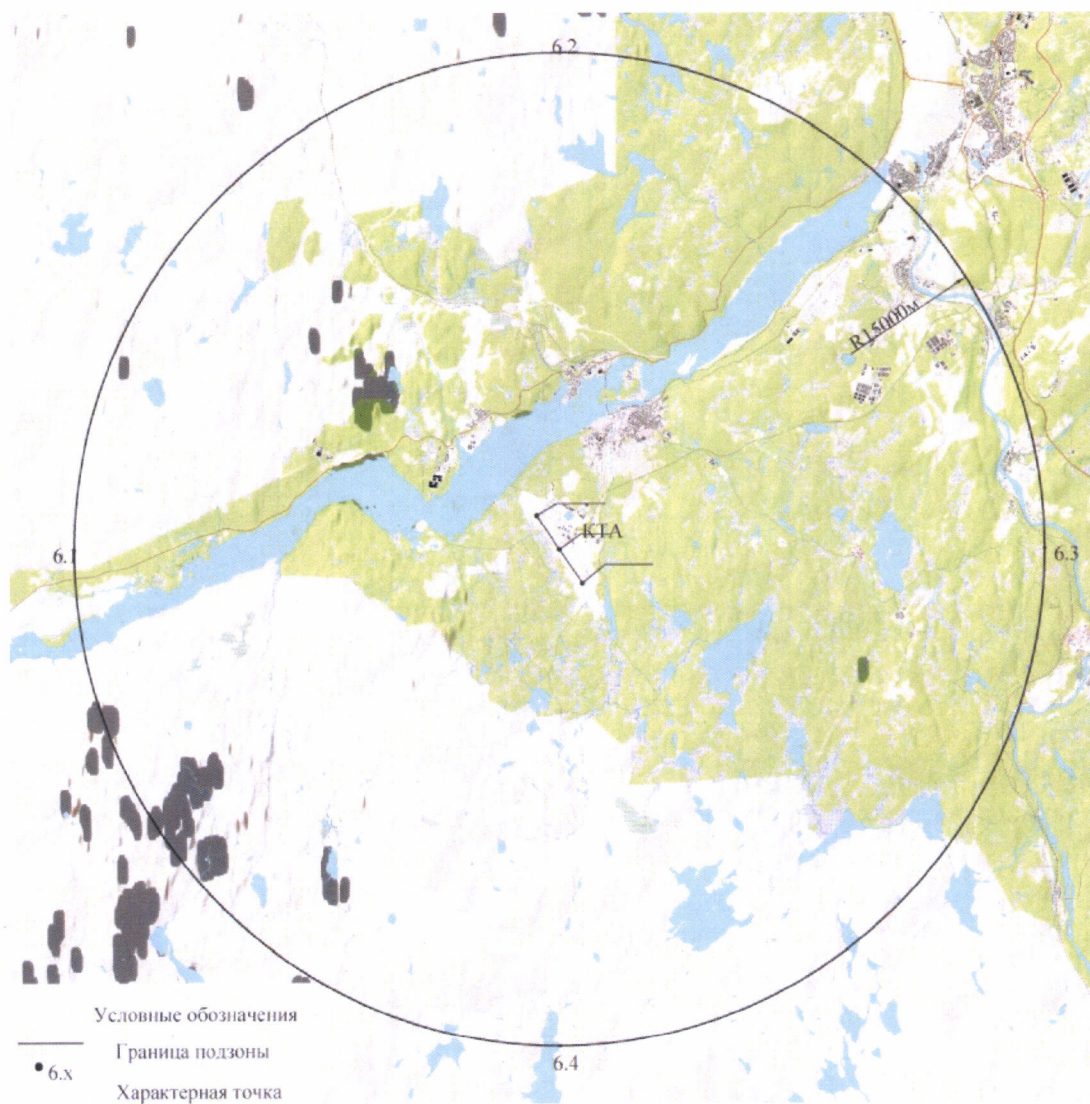 6.2
R15000м
КТА
6.1
6.3
6.4
Условные обозначения
Граница подзоны
6.x
Характерная точка